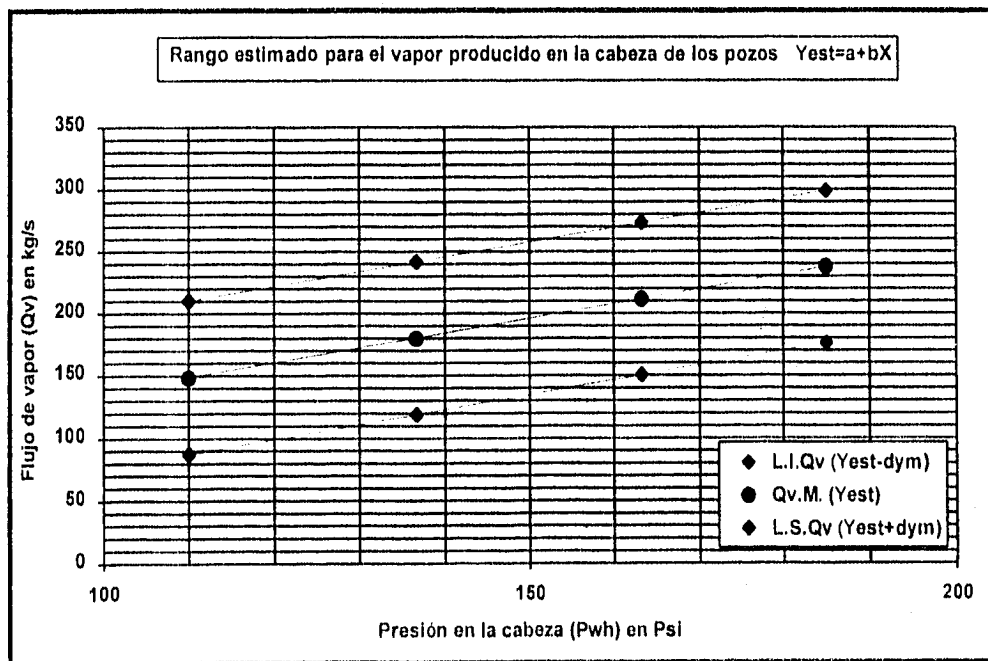 Rango estimado para el vapor producido en la cabeza de los pozos Yest=a+bX
Flujo de vapor (Qv) en kg/s
350
300
250
200
150
100
50
0
100
150
200
L.I.Qv (Yest-dym)
Qv.M. (Yest)
L.S.Qv (Yest+dym)
Presión en la cabeza (Pwh) en Psi